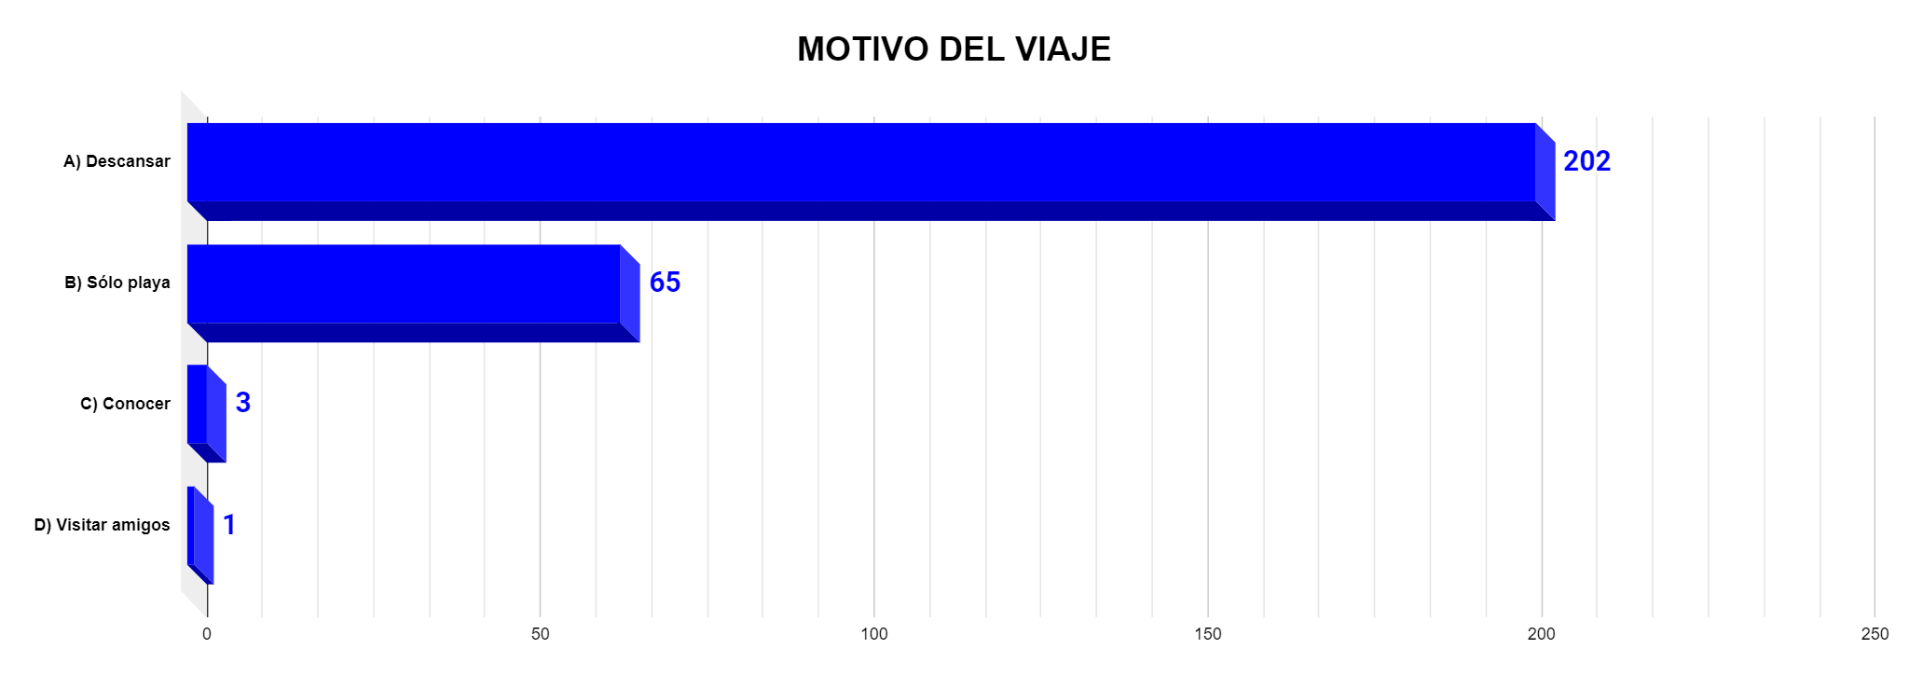 MOTIVO DEL VIAJE
A) Descansar
202
B) Sólo playa
65
C) Conocer
3
D) Visitar amigos
1
0 50 100 150 200 250